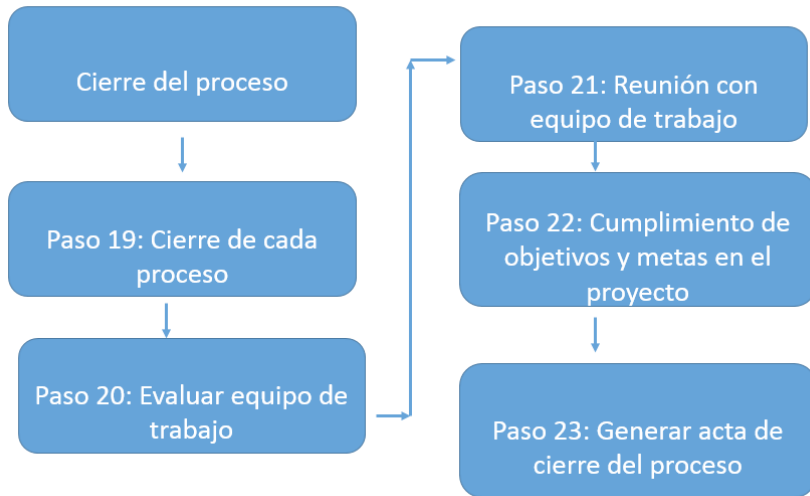 Cierre del proceso
Paso 19: Cierre de cada
proceso
Paso 20: Evaluar equipo de
trabajo
Paso 21: Reunión con
equipo de trabajo
Paso 22: Cumplimiento de
objetivos y metas en el
proyecto
Paso 23: Generar acta de
cierre del proceso